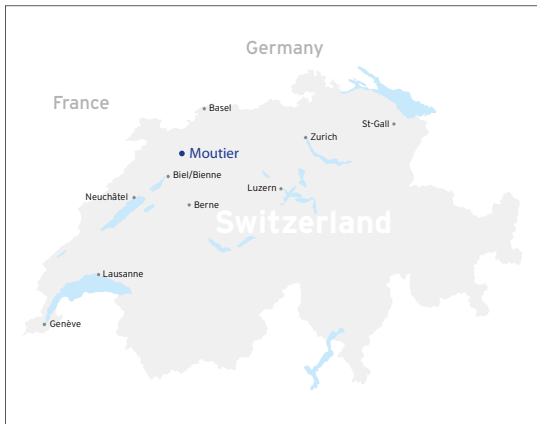 Germany
France
Basel
St-Gall
Zurich
Moutier
Biel/Bienne
Luzern
Neuchâtel
Berne
Switzerland
Lausanne
Genève